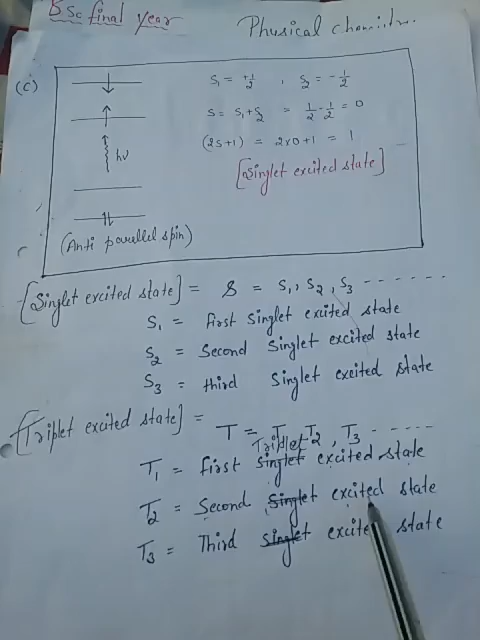 BSc final year
Physical chemistr
(C)
S₁ = +1/2 , S₂ = -1/2
S = S₁+S₂ = 1/2 - 1/2 = 0
hν
(2S+1) = 2×0+1 = 1
[Singlet excited state]
(Anti parallel spin)
[Singlet excited state] = S = S₁, S₂, S₃ ------
S₁ = first singlet excited state
S₂ = Second Singlet excited state
S₃ = third Singlet excited state
[Triplet excited state] =
T = T₁, T₂, T₃ -----
Triplet
T₁ = first singlet excited state
T₂ = Second singlet excited state
T₃ = Third singlet excited state